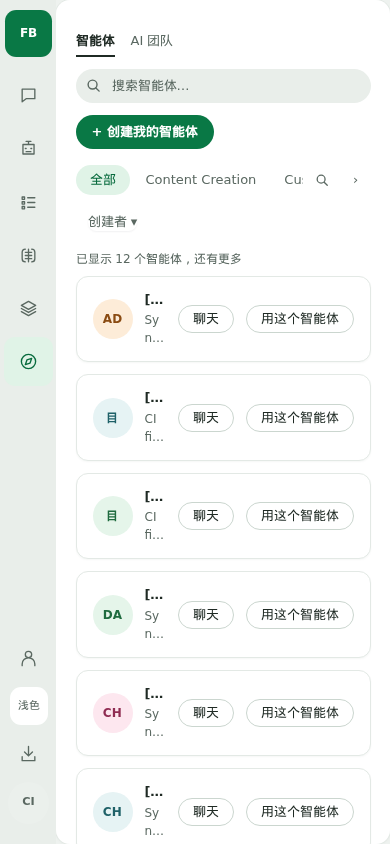 FB
智能体 AI 团队
搜索智能体...
+ 创建我的智能体
全部 Content Creation Cu
创建者 ▾
已显示 12 个智能体，还有更多
AD
[...
Sy
n...
聊天
用这个智能体
目
[...
CI
fi...
聊天
用这个智能体
目
[...
CI
fi...
聊天
用这个智能体
DA
[...
Sy
n...
聊天
用这个智能体
CH
[...
Sy
n...
聊天
用这个智能体
CH
[...
Sy
n...
聊天
用这个智能体
浅色
CI